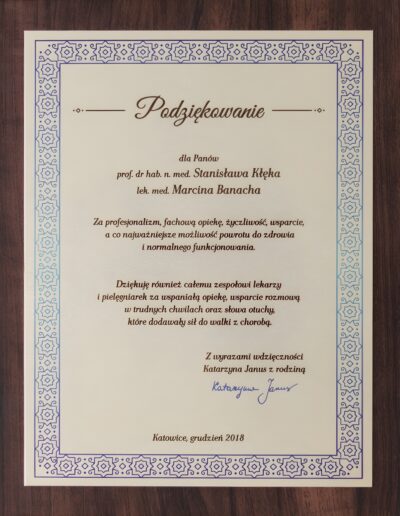 Podziękowanie
dla Panów
prof. dr hab. n. med. Stanisława Kłęka
lek. med. Marcina Banacha
Za profesjonalizm, fachową opiekę, życzliwość, wsparcie,
a co najważniejsze możliwość powrotu do zdrowia
i normalnego funkcjonowania.
Dziękuję również całemu zespołowi lekarzy
i pielęgniarek za wspaniałą opiekę, wsparcie rozmową
w trudnych chwilach oraz słowa otuchy,
które dodawały sił do walki z chorobą.
Z wyrazami wdzięczności
Katarzyna Janus z rodziną
Katarzyna Janus
Katowice, grudzień 2018